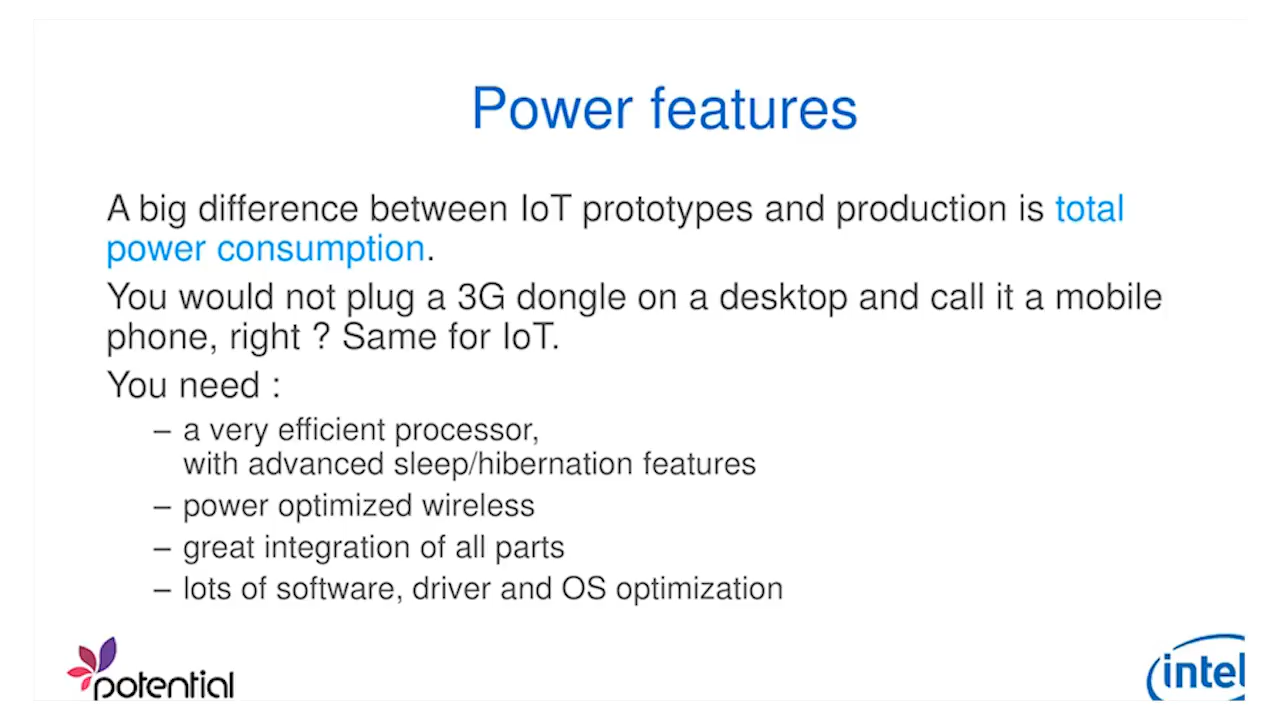 Power features
A big difference between IoT prototypes and production is total
power consumption.
You would not plug a 3G dongle on a desktop and call it a mobile
phone, right ? Same for IoT.
You need :
– a very efficient processor,
with advanced sleep/hibernation features
– power optimized wireless
– great integration of all parts
– lots of software, driver and OS optimization
potential
intel